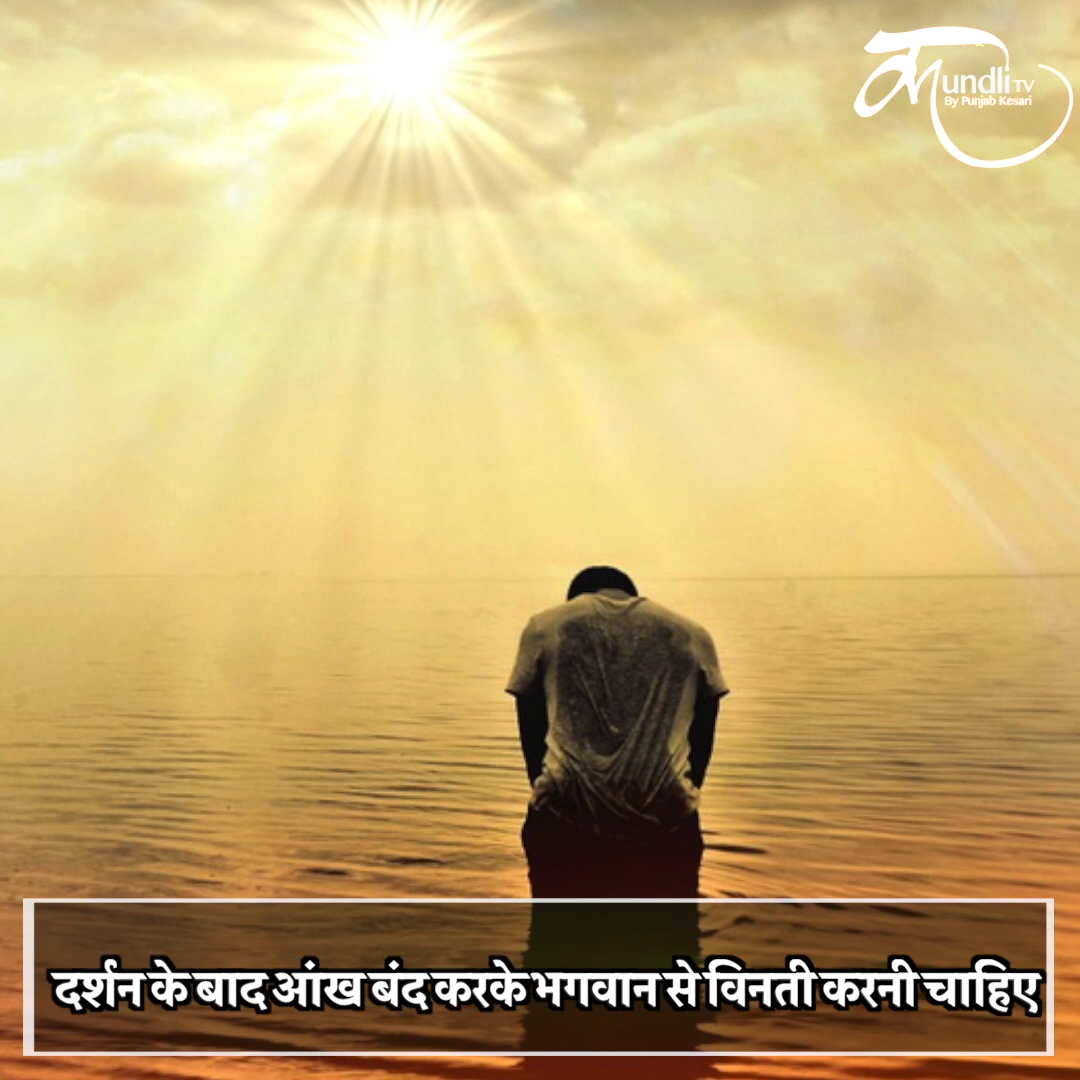 Kundli TV
By Punjab Kesari
दर्शन के बाद आंख बंद करके भगवान से विनती करनी चाहिए